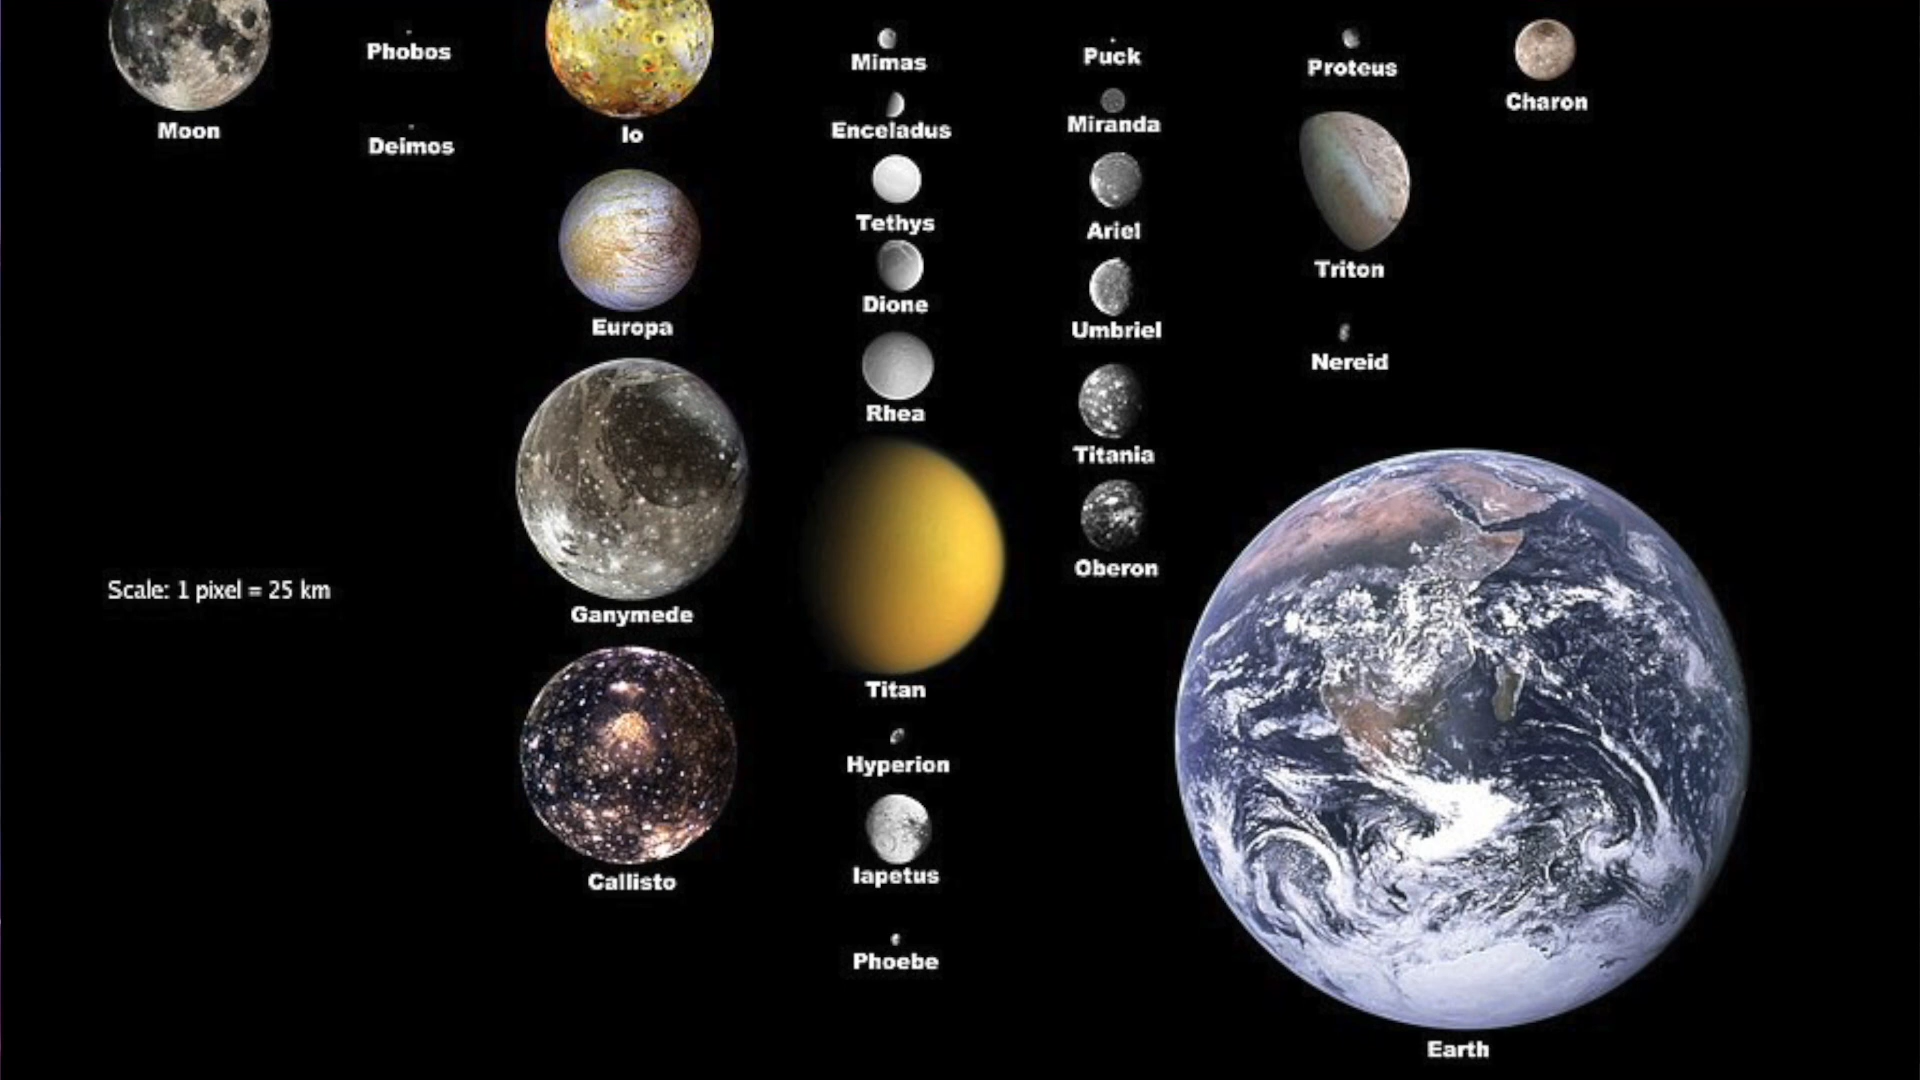 Moon
Phobos
Deimos
Io
Europa
Ganymede
Callisto
Mimas
Enceladus
Tethys
Dione
Rhea
Titan
Hyperion
Iapetus
Phoebe
Puck
Miranda
Ariel
Umbriel
Titania
Oberon
Proteus
Triton
Nereid
Charon
Earth
Scale: 1 pixel = 25 km